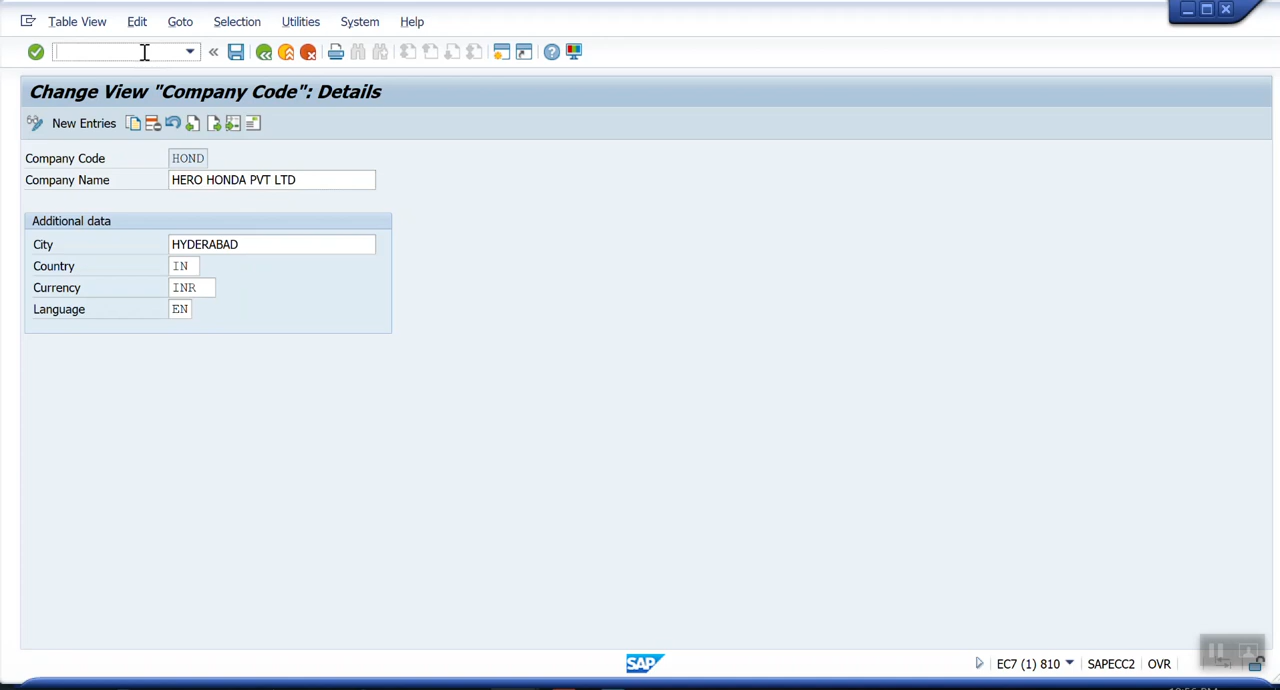 Table View Edit Goto Selection Utilities System Help
Change View "Company Code": Details
New Entries
Company Code HOND
Company Name HERO HONDA PVT LTD
Additional data
City HYDERABAD
Country IN
Currency INR
Language EN
SAP EC7 (1) 810 SAPECC2 OVR